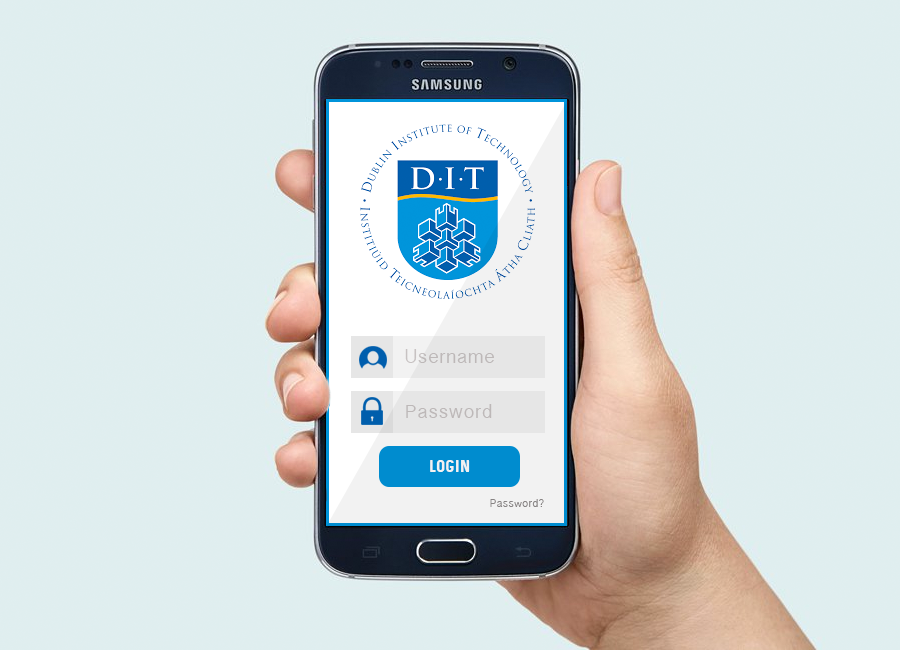 SAMSUNG
DUBLIN INSTITUTE OF TECHNOLOGY •
INSTITIÚID TEICNEOLAÍOCHTA ÁTHA CLIATH •
D·I·T
Username
Password
LOGIN
Password?